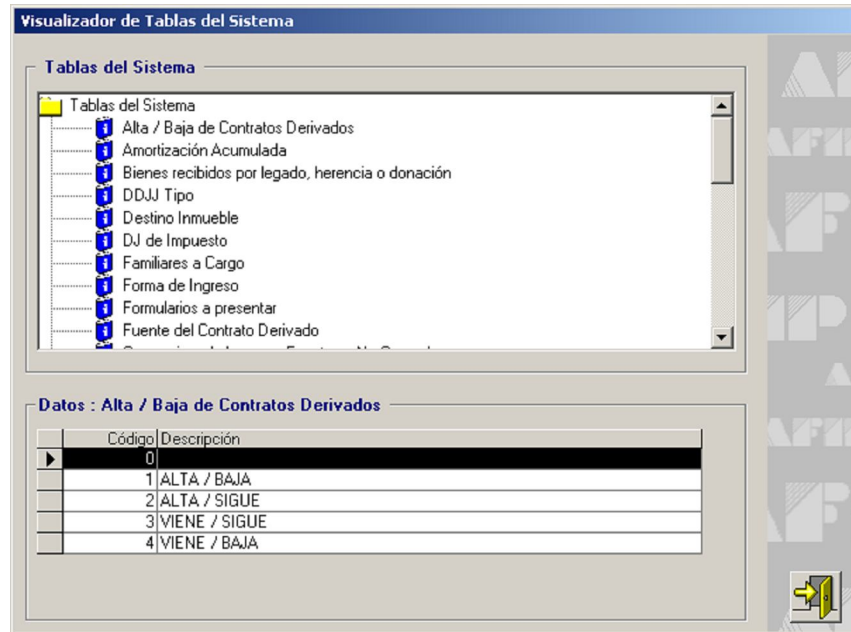 Visualizador de Tablas del Sistema
Tablas del Sistema
Tablas del Sistema
Alta / Baja de Contratos Derivados
Amortización Acumulada
Bienes recibidos por legado, herencia o donación
DDJJ Tipo
Destino Inmueble
DJ de Impuesto
Familiares a Cargo
Forma de Ingreso
Formularios a presentar
Fuente del Contrato Derivado
Datos : Alta / Baja de Contratos Derivados
Código Descripción
0
1 ALTA / BAJA
2 ALTA / SIGUE
3 VIENE / SIGUE
4 VIENE / BAJA